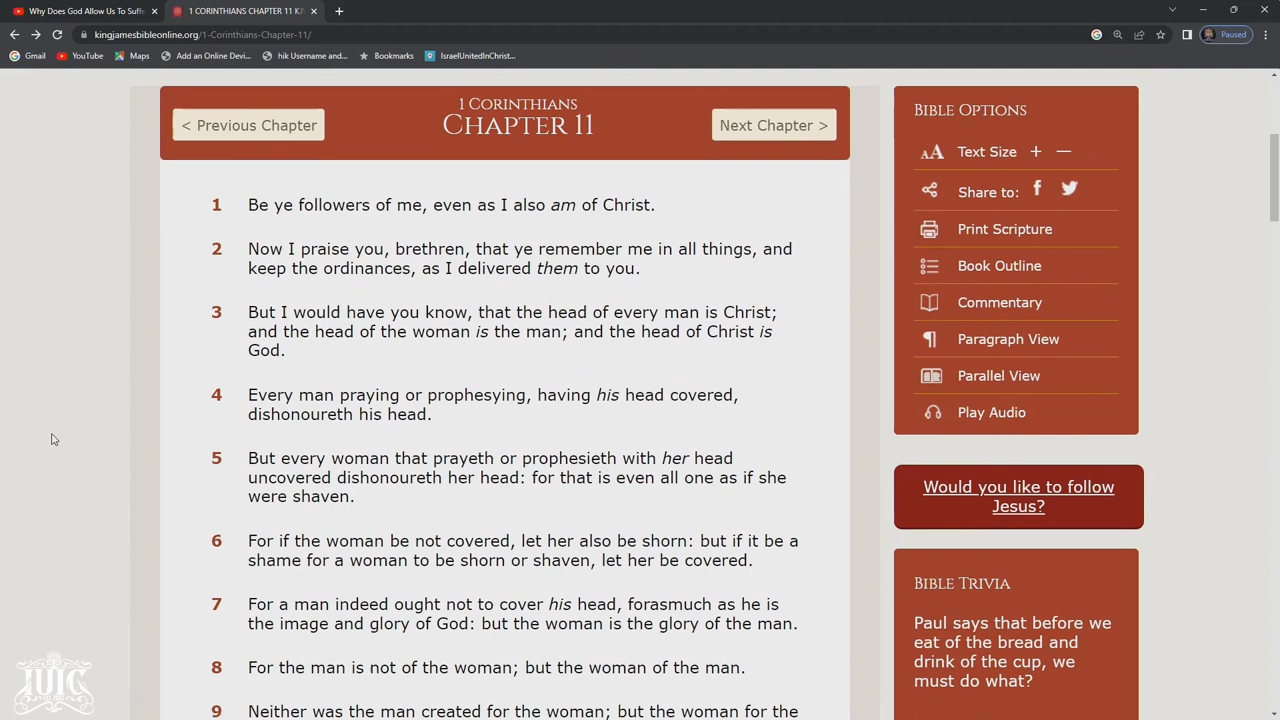 Why Does God Allow Us To Suffe
1 CORINTHIANS CHAPTER 11 KJ
kingjamesbibleonline.org/1-Corinthians-Chapter-11/
Paused
Gmail
YouTube
Maps
Add an Online Devi...
hik Username and...
Bookmarks
IsraelUnitedInChrist...
< Previous Chapter
1 Corinthians
Chapter 11
Next Chapter >
1 Be ye followers of me, even as I also am of Christ.
2 Now I praise you, brethren, that ye remember me in all things, and
keep the ordinances, as I delivered them to you.
3 But I would have you know, that the head of every man is Christ;
and the head of the woman is the man; and the head of Christ is
God.
4 Every man praying or prophesying, having his head covered,
dishonoureth his head.
5 But every woman that prayeth or prophesieth with her head
uncovered dishonoureth her head: for that is even all one as if she
were shaven.
6 For if the woman be not covered, let her also be shorn: but if it be a
shame for a woman to be shorn or shaven, let her be covered.
7 For a man indeed ought not to cover his head, forasmuch as he is
the image and glory of God: but the woman is the glory of the man.
8 For the man is not of the woman; but the woman of the man.
9 Neither was the man created for the woman; but the woman for the
Bible Options
AA Text Size + —
Share to:
Print Scripture
Book Outline
Commentary
Paragraph View
Parallel View
Play Audio
Would you like to follow
Jesus?
Bible Trivia
Paul says that before we
eat of the bread and
drink of the cup, we
must do what?
IUIC